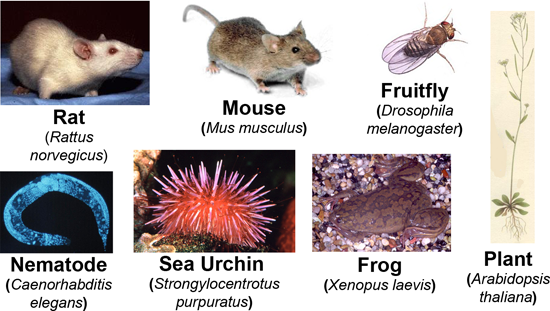 Rat
(Rattus
norvegicus)
Mouse
(Mus musculus)
Fruitfly
(Drosophila
melanogaster)
Nematode
(Caenorhabditis
elegans)
Sea Urchin
(Strongylocentrotus
purpuratus)
Frog
(Xenopus laevis)
Plant
(Arabidopsis
thaliana)